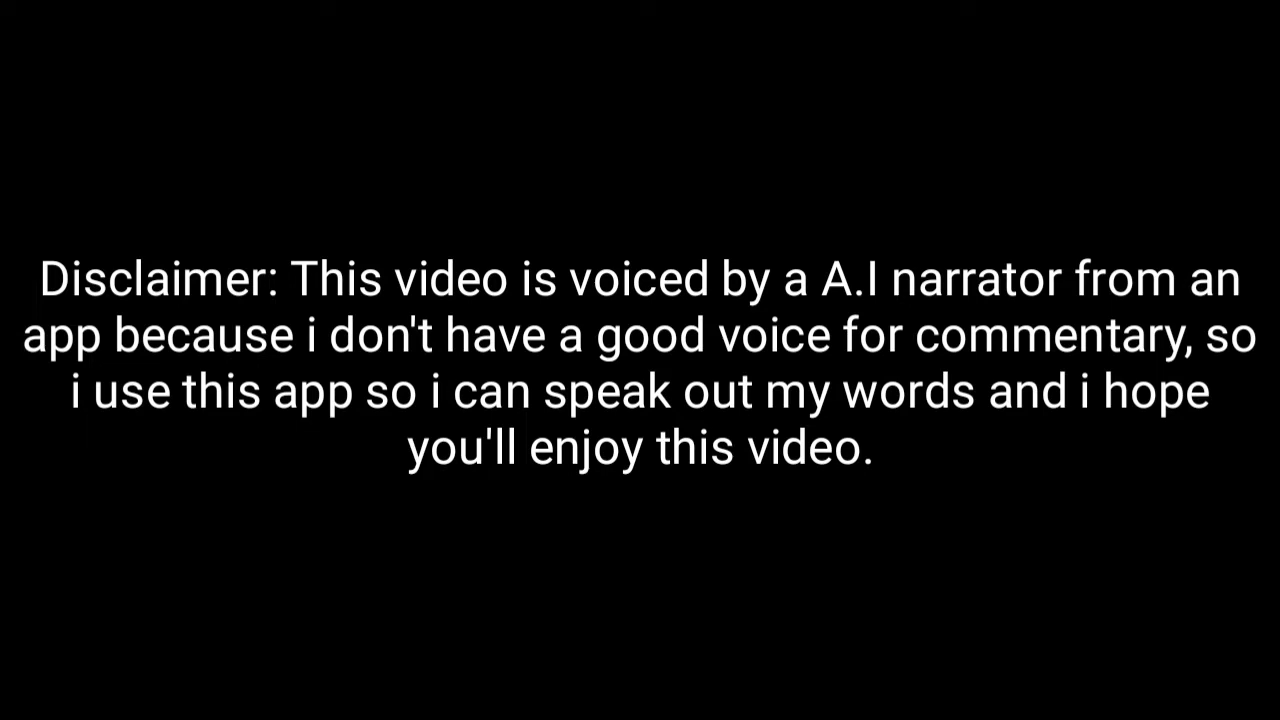 Disclaimer: This video is voiced by a A.I narrator from an
app because i don't have a good voice for commentary, so
i use this app so i can speak out my words and i hope
you'll enjoy this video.